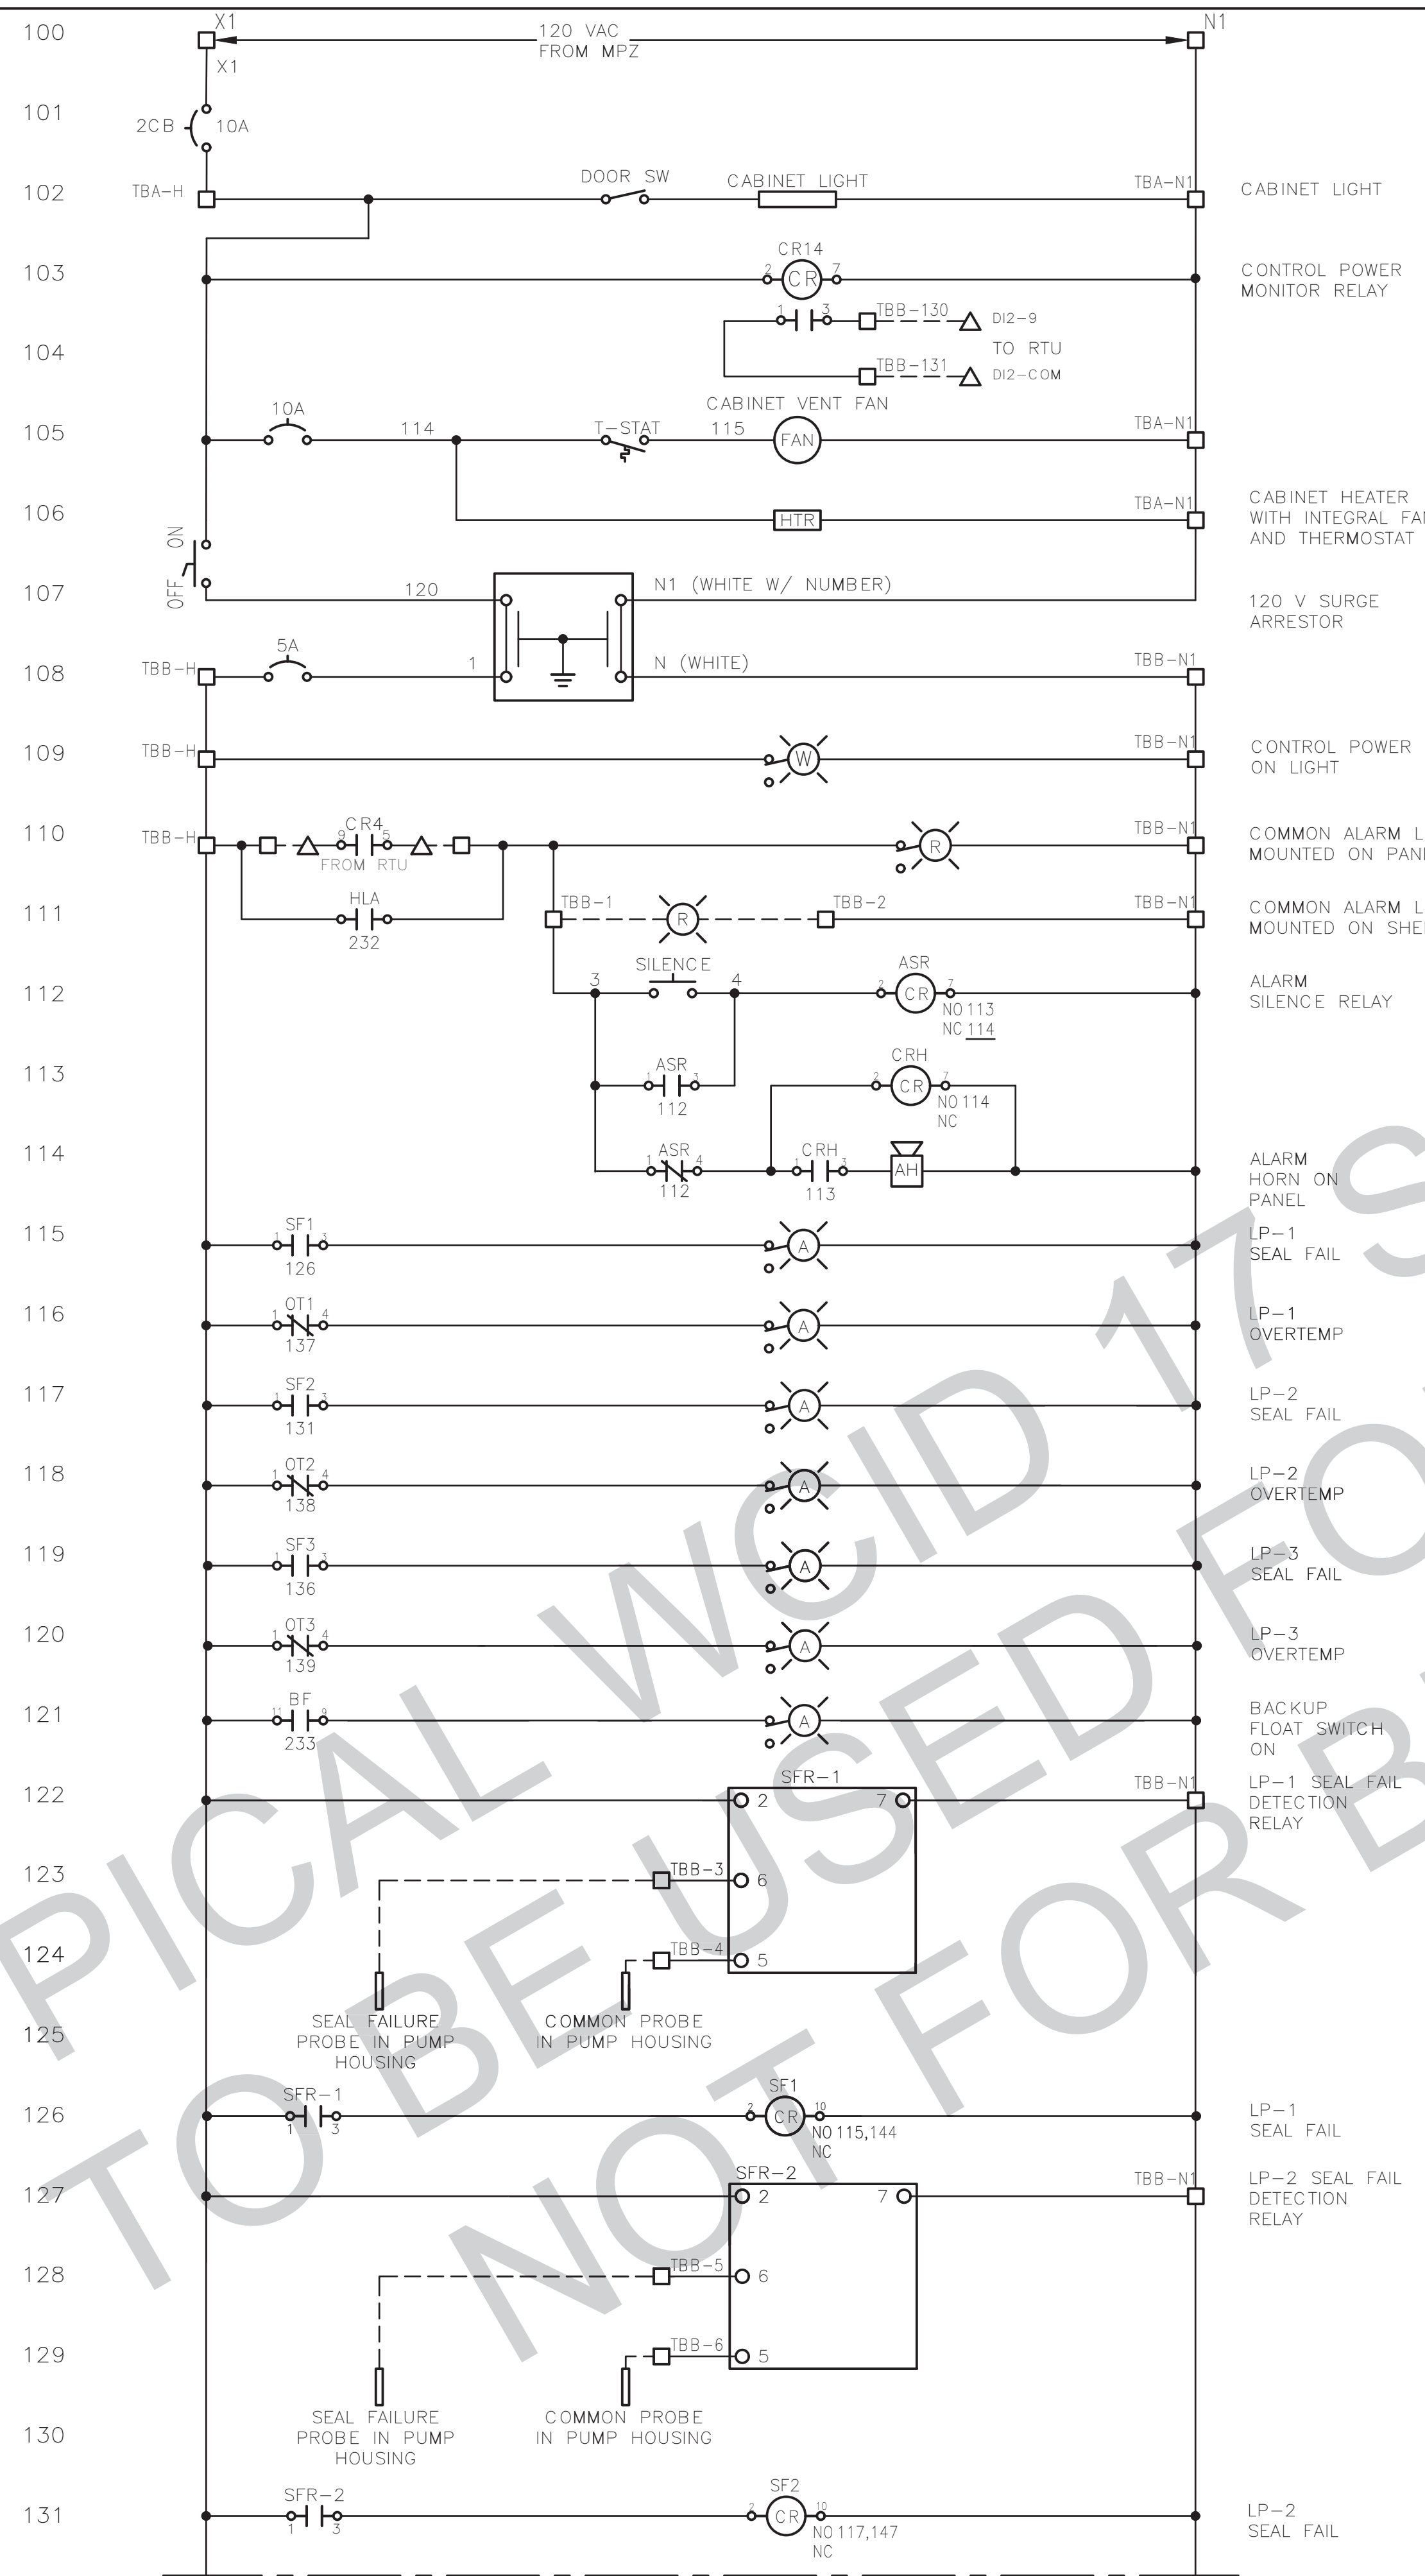 100
X1
120 VAC
FROM MPZ
N1
X1
101
2CB
10A
102
TBA-H
DOOR SW
CABINET LIGHT
TBA-N1
CABINET LIGHT
103
CR14
2
CR
7
CONTROL POWER
MONITOR RELAY
1
3
TBB-130
DI2-9
104
TO RTU
TBB-131
DI2-COM
CABINET VENT FAN
105
10A
114
T-STAT
115
FAN
TBA-N1
106
HTR
TBA-N1
CABINET HEATER
WITH INTEGRAL FA
AND THERMOSTAT
OFF ON
107
120
N1 (WHITE W/ NUMBER)
120 V SURGE
ARRESTOR
108
TBB-H
5A
1
N (WHITE)
TBB-N1
109
TBB-H
W
TBB-N1
CONTROL POWER
ON LIGHT
110
TBB-H
CR4
9
5
FROM RTU
R
TBB-N1
COMMON ALARM L
MOUNTED ON PAN
111
HLA
232
TBB-1
R
TBB-2
TBB-N1
COMMON ALARM L
MOUNTED ON SHE
112
3
SILENCE
4
ASR
2
CR
7
NO 113
NC 114
ALARM
SILENCE RELAY
113
ASR
1
3
112
CRH
2
CR
7
NO 114
NC
114
ASR
1
4
112
CRH
1
3
113
AH
ALARM
HORN ON
PANEL
115
SF1
1
3
126
A
LP-1
SEAL FAIL
116
OT1
1
4
137
A
LP-1
OVERTEMP
117
SF2
1
3
131
A
LP-2
SEAL FAIL
118
OT2
1
4
138
A
LP-2
OVERTEMP
119
SF3
1
3
136
A
LP-3
SEAL FAIL
120
OT3
1
4
139
A
LP-3
OVERTEMP
121
BF
11
9
233
A
BACKUP
FLOAT SWITCH
ON
122
SFR-1
2
7
TBB-N1
LP-1 SEAL FAIL
DETECTION
RELAY
123
TBB-3
6
124
TBB-4
5
125
SEAL FAILURE
PROBE IN PUMP
HOUSING
COMMON PROBE
IN PUMP HOUSING
126
SFR-1
1
3
SF1
2
CR
10
NO 115,144
NC
LP-1
SEAL FAIL
127
SFR-2
2
7
TBB-N1
LP-2 SEAL FAIL
DETECTION
RELAY
128
TBB-5
6
129
TBB-6
5
130
SEAL FAILURE
PROBE IN PUMP
HOUSING
COMMON PROBE
IN PUMP HOUSING
131
SFR-2
1
3
SF2
2
CR
10
NO 117,147
NC
LP-2
SEAL FAIL
PICAL WCID 17 S
TO BE USED FO
NOT FOR B